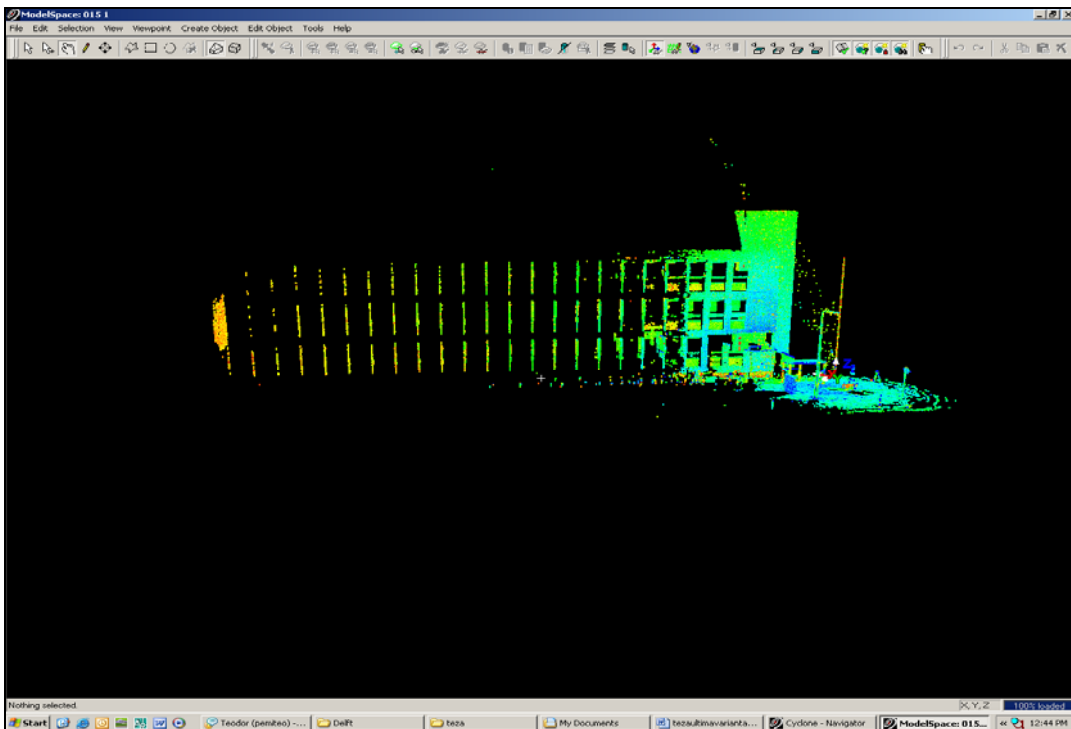 ModelSpace: 015 1
File Edit Selection View Viewpoint Create Object Edit Object Tools Help
Z
Nothing selected
X, Y, Z 100% loaded
Start Teodor (pemiteo) -... Delft teza My Documents tezaultimavarianta... Cyclone - Navigator ModelSpace: 015... « 12:44 PM